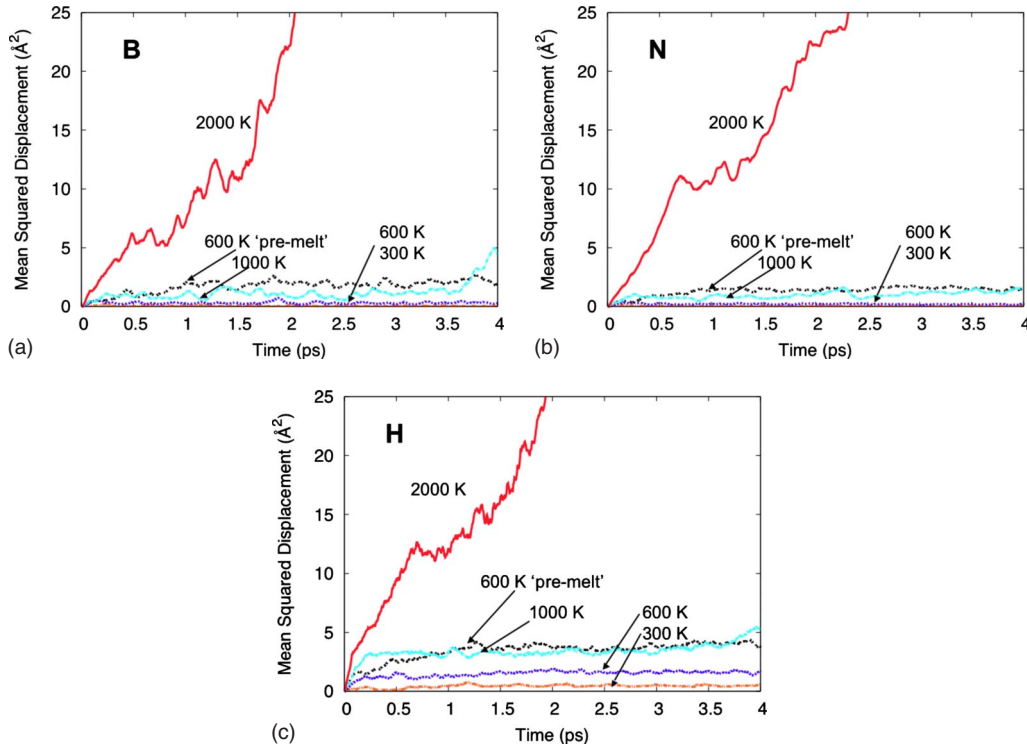 B
Mean Squared Displacement (Å²)
25
20
15
10
5
0
2000 K
600 K 'pre-melt'
1000 K
600 K
300 K
0 0.5 1 1.5 2 2.5 3 3.5 4
Time (ps)
(a)
N
Mean Squared Displacement (Å²)
25
20
15
10
5
0
2000 K
600 K 'pre-melt'
1000 K
600 K
300 K
0 0.5 1 1.5 2 2.5 3 3.5 4
Time (ps)
(b)
H
Mean Squared Displacement (Å²)
25
20
15
10
5
0
2000 K
600 K 'pre-melt'
1000 K
600 K
300 K
0 0.5 1 1.5 2 2.5 3 3.5 4
Time (ps)
(c)